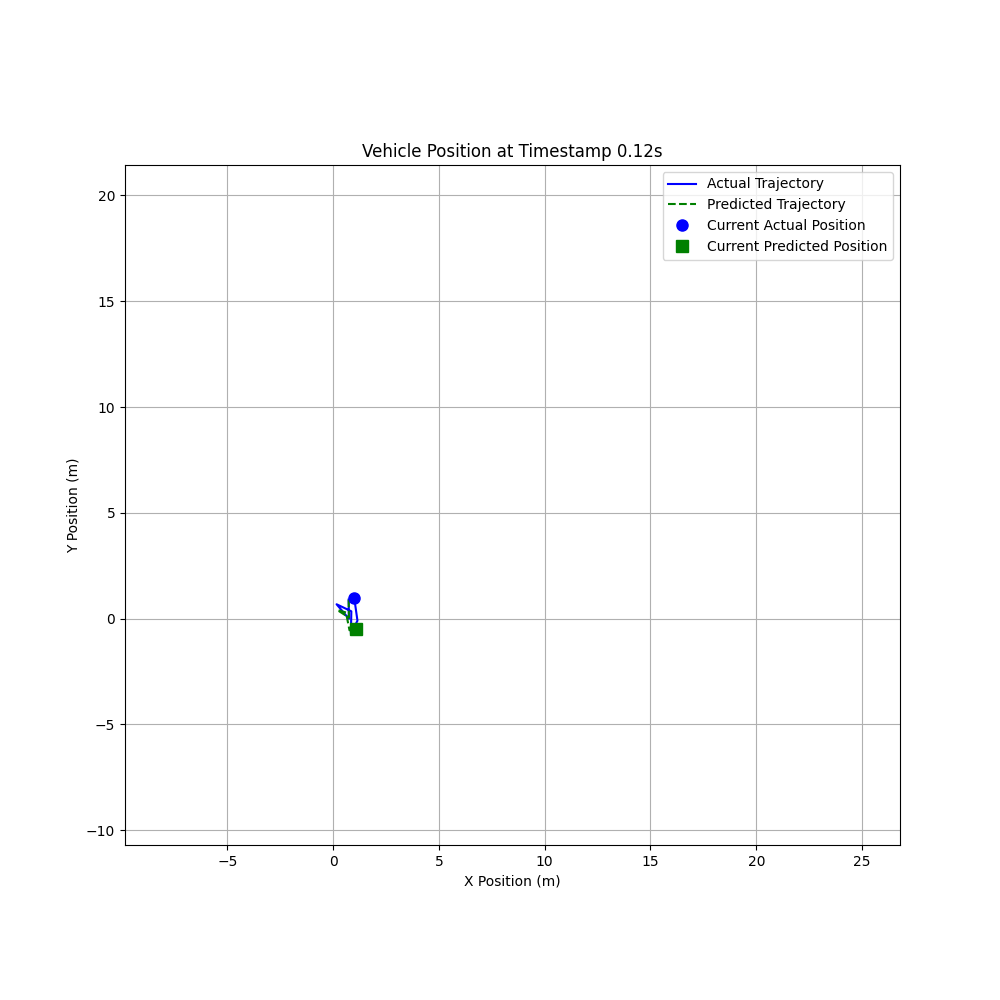 Vehicle Position at Timestamp 0.12s
Actual Trajectory
Predicted Trajectory
Current Actual Position
Current Predicted Position
20
15
10
5
0
−5
−10
Y Position (m)
−5 0 5 10 15 20 25
X Position (m)